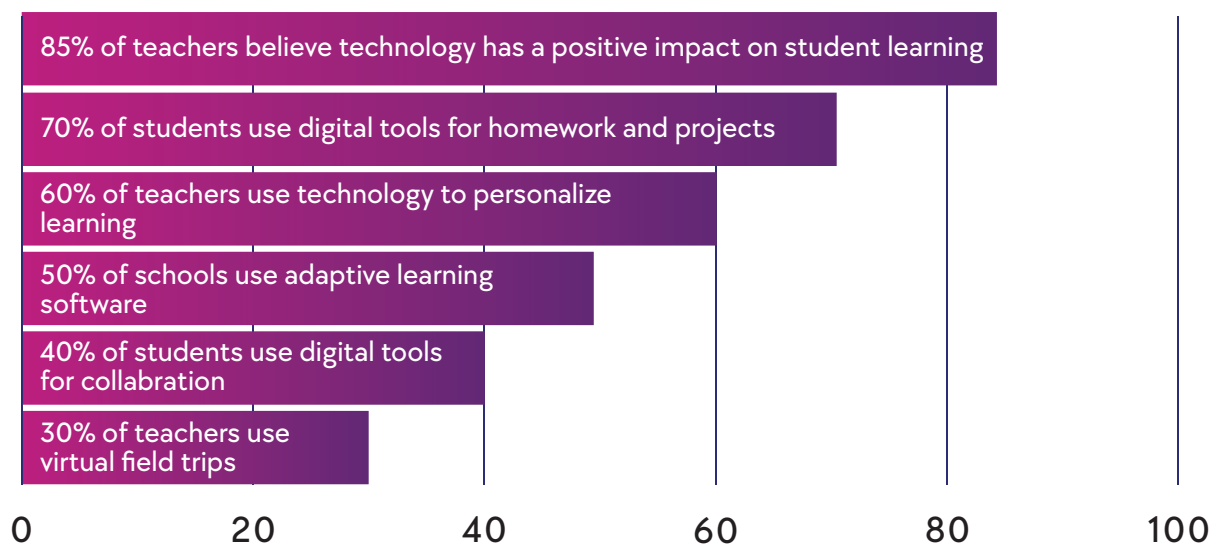 85% of teachers believe technology has a positive impact on student learning
70% of students use digital tools for homework and projects
60% of teachers use technology to personalize
learning
50% of schools use adaptive learning
software
40% of students use digital tools
for collabration
30% of teachers use
virtual field trips
0 20 40 60 80 100